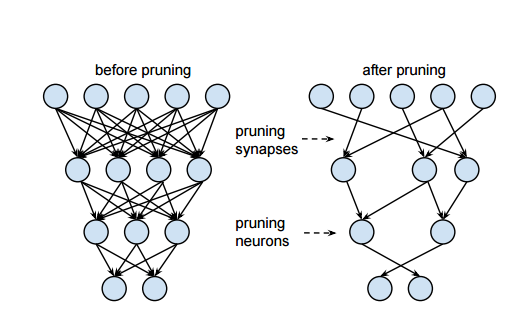 before pruning
after pruning
pruning
synapses
pruning
neurons